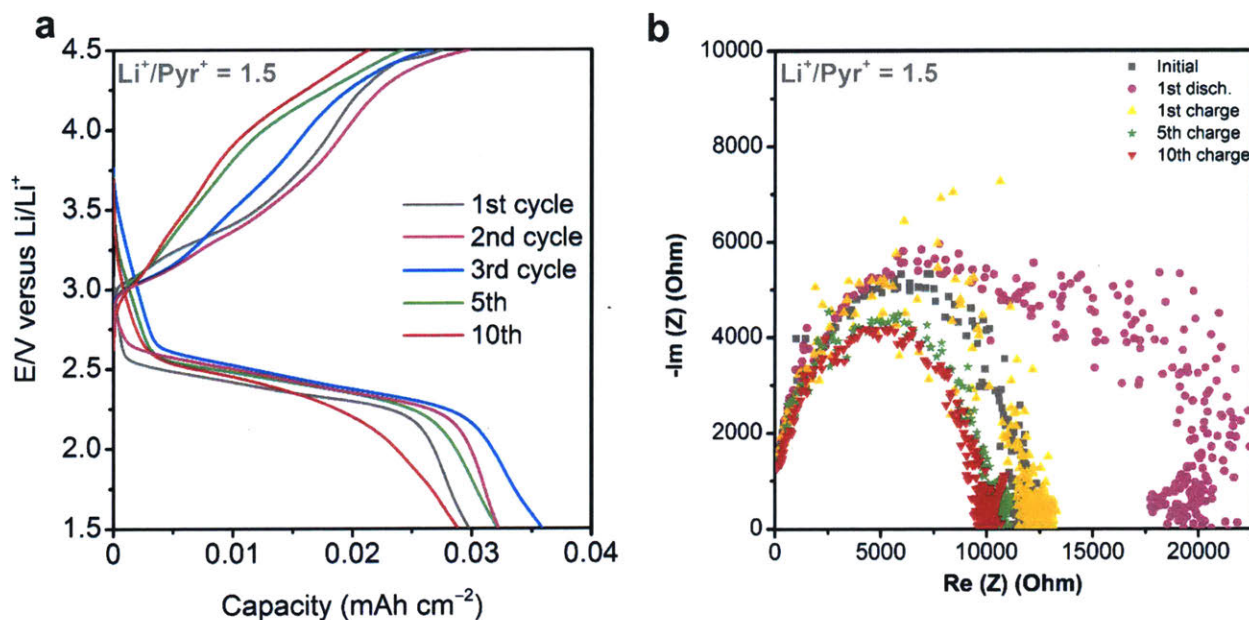 a
Li⁺/Pyr⁺ = 1.5
E/V versus Li/Li⁺
4.5
4.0
3.5
3.0
2.5
2.0
1.5
1st cycle
2nd cycle
3rd cycle
5th
10th
0
0.01
0.02
0.03
0.04
Capacity (mAh cm⁻²)
b
Li⁺/Pyr⁺ = 1.5
-Im (Z) (Ohm)
10000
8000
6000
4000
2000
0
Initial
1st disch.
1st charge
5th charge
10th charge
0
5000
10000
15000
20000
Re (Z) (Ohm)